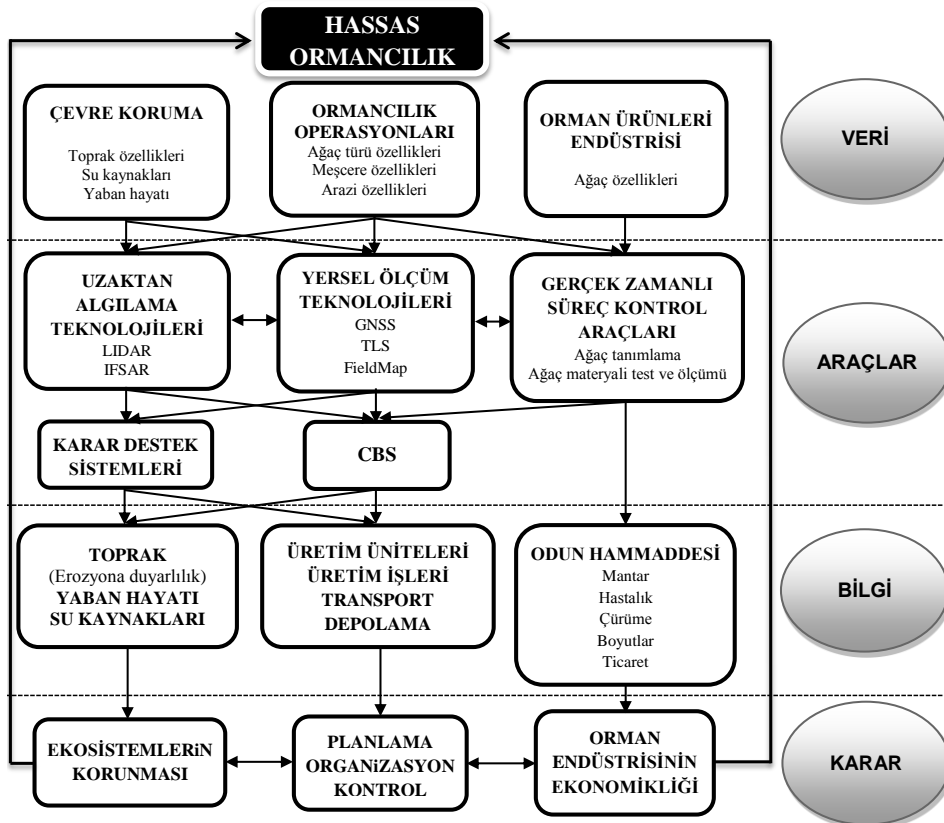 HASSAS
ORMANCILIK
ÇEVRE KORUMA
Toprak özellikleri
Su kaynakları
Yaban hayatı
ORMANCILIK
OPERASYONLARI
Ağaç türü özellikleri
Meşcere özellikleri
Arazi özellikleri
ORMAN ÜRÜNLERİ
ENDÜSTRİSİ
Ağaç özellikleri
VERİ
UZAKTAN
ALGILAMA
TEKNOLOJİLERİ
LIDAR
IFSAR
YERSEL ÖLÇÜM
TEKNOLOJİLERİ
GNSS
TLS
FieldMap
GERÇEK ZAMANLI
SÜREÇ KONTROL
ARAÇLARI
Ağaç tanımlama
Ağaç materyali test ve ölçümü
ARAÇLAR
KARAR DESTEK
SİSTEMLERİ
CBS
TOPRAK
(Erozyona duyarlılık)
YABAN HAYATI
SU KAYNAKLARI
ÜRETİM ÜNİTELERİ
ÜRETİM İŞLERİ
TRANSPORT
DEPOLAMA
ODUN HAMMADDESİ
Mantar
Hastalık
Çürüme
Boyutlar
Ticaret
BİLGİ
EKOSİSTEMLERiN
KORUNMASI
PLANLAMA
ORGANiZASYON
KONTROL
ORMAN
ENDÜSTRİSİNİN
EKONOMİKLİĞİ
KARAR